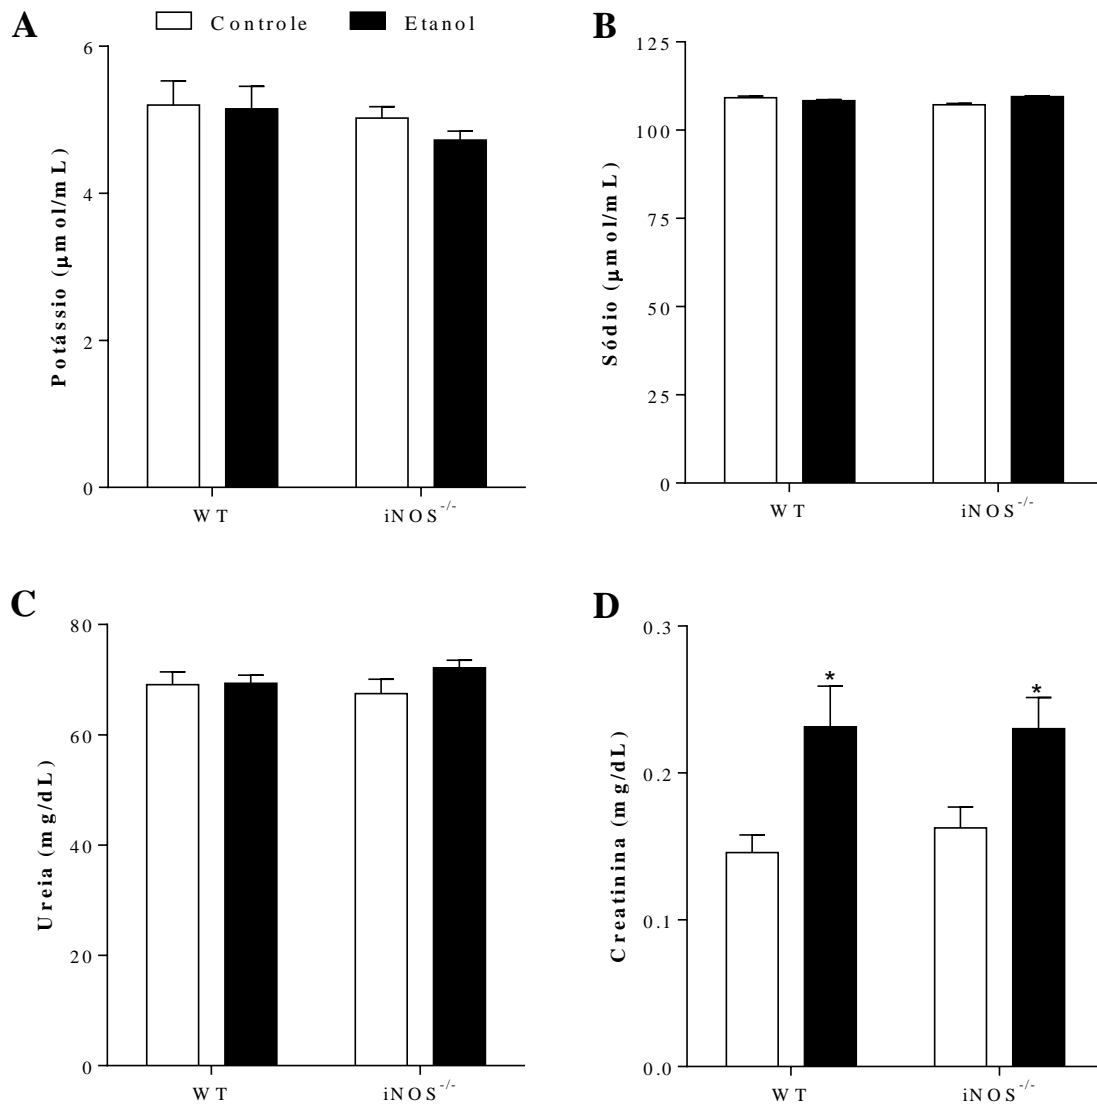 A
Controle Etanol
Potássio (μmol/mL)
6
4
2
0
WT iNOS-/-
B
Sódio (μmol/mL)
125
100
75
50
25
0
WT iNOS-/-
C
Ureia (mg/dL)
80
60
40
20
0
WT iNOS-/-
D
Creatinina (mg/dL)
0.3
0.2
0.1
0.0
* *
WT iNOS-/-